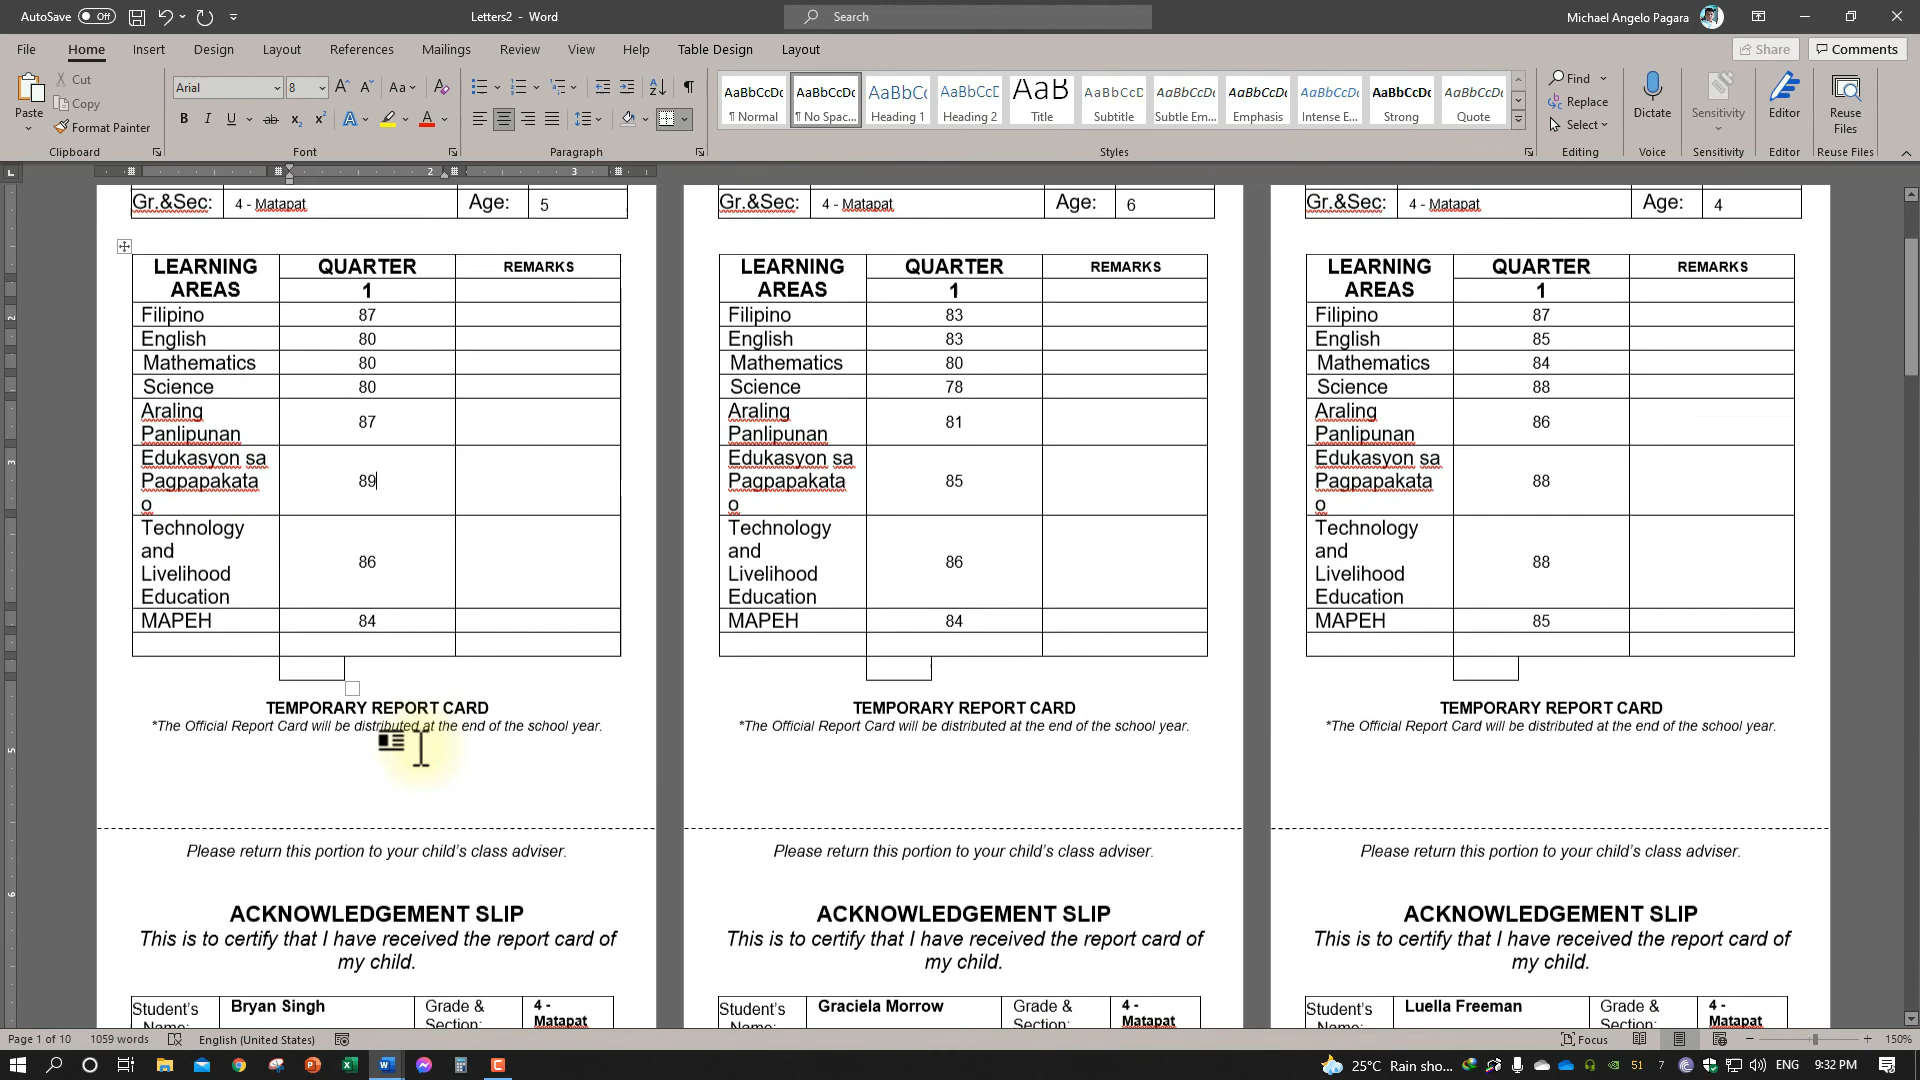 AutoSave Off Letters2 - Word Search Michael Angelo Pagara
File Home Insert Design Layout References Mailings Review View Help Table Design Layout Share Comments
Paste Cut Copy Format Painter Clipboard
Arial 8 Font
Paragraph
AaBbCcDc AaBbCcDc AaBbCc AaBbCcE AaB AaBbCcD AaBbCcDc AaBbCcDc AaBbCcDc AaBbCcDc AaBbCcDc
¶ Normal ¶ No Spac... Heading 1 Heading 2 Title Subtitle Subtle Em... Emphasis Intense E... Strong Quote
Styles
Find Replace Select Editing
Dictate Voice
Sensitivity Sensitivity
Editor Editor
Reuse Files Reuse Files
Gr.&Sec: 4 - Matapat Age: 5
LEARNING AREAS QUARTER REMARKS
1
Filipino 87
English 80
Mathematics 80
Science 80
Araling Panlipunan 87
Edukasyon sa Pagpapakata o 89
Technology and Livelihood Education 86
MAPEH 84
TEMPORARY REPORT CARD
*The Official Report Card will be distributed at the end of the school year.
Please return this portion to your child's class adviser.
ACKNOWLEDGEMENT SLIP
This is to certify that I have received the report card of
my child.
Student's Name: Bryan Singh Grade & Section: 4 - Matapat
Gr.&Sec: 4 - Matapat Age: 6
LEARNING AREAS QUARTER REMARKS
1
Filipino 83
English 83
Mathematics 80
Science 78
Araling Panlipunan 81
Edukasyon sa Pagpapakata o 85
Technology and Livelihood Education 86
MAPEH 84
TEMPORARY REPORT CARD
*The Official Report Card will be distributed at the end of the school year.
Please return this portion to your child's class adviser.
ACKNOWLEDGEMENT SLIP
This is to certify that I have received the report card of
my child.
Student's Name: Graciela Morrow Grade & Section: 4 - Matapat
Gr.&Sec: 4 - Matapat Age: 4
LEARNING AREAS QUARTER REMARKS
1
Filipino 87
English 85
Mathematics 84
Science 88
Araling Panlipunan 86
Edukasyon sa Pagpapakata o 88
Technology and Livelihood Education 88
MAPEH 85
TEMPORARY REPORT CARD
*The Official Report Card will be distributed at the end of the school year.
Please return this portion to your child's class adviser.
ACKNOWLEDGEMENT SLIP
This is to certify that I have received the report card of
my child.
Student's Name: Luella Freeman Grade & Section: 4 - Matapat
Page 1 of 10 1059 words English (United States) Focus 150%
25°C Rain sho... 51 7 ENG 9:32 PM